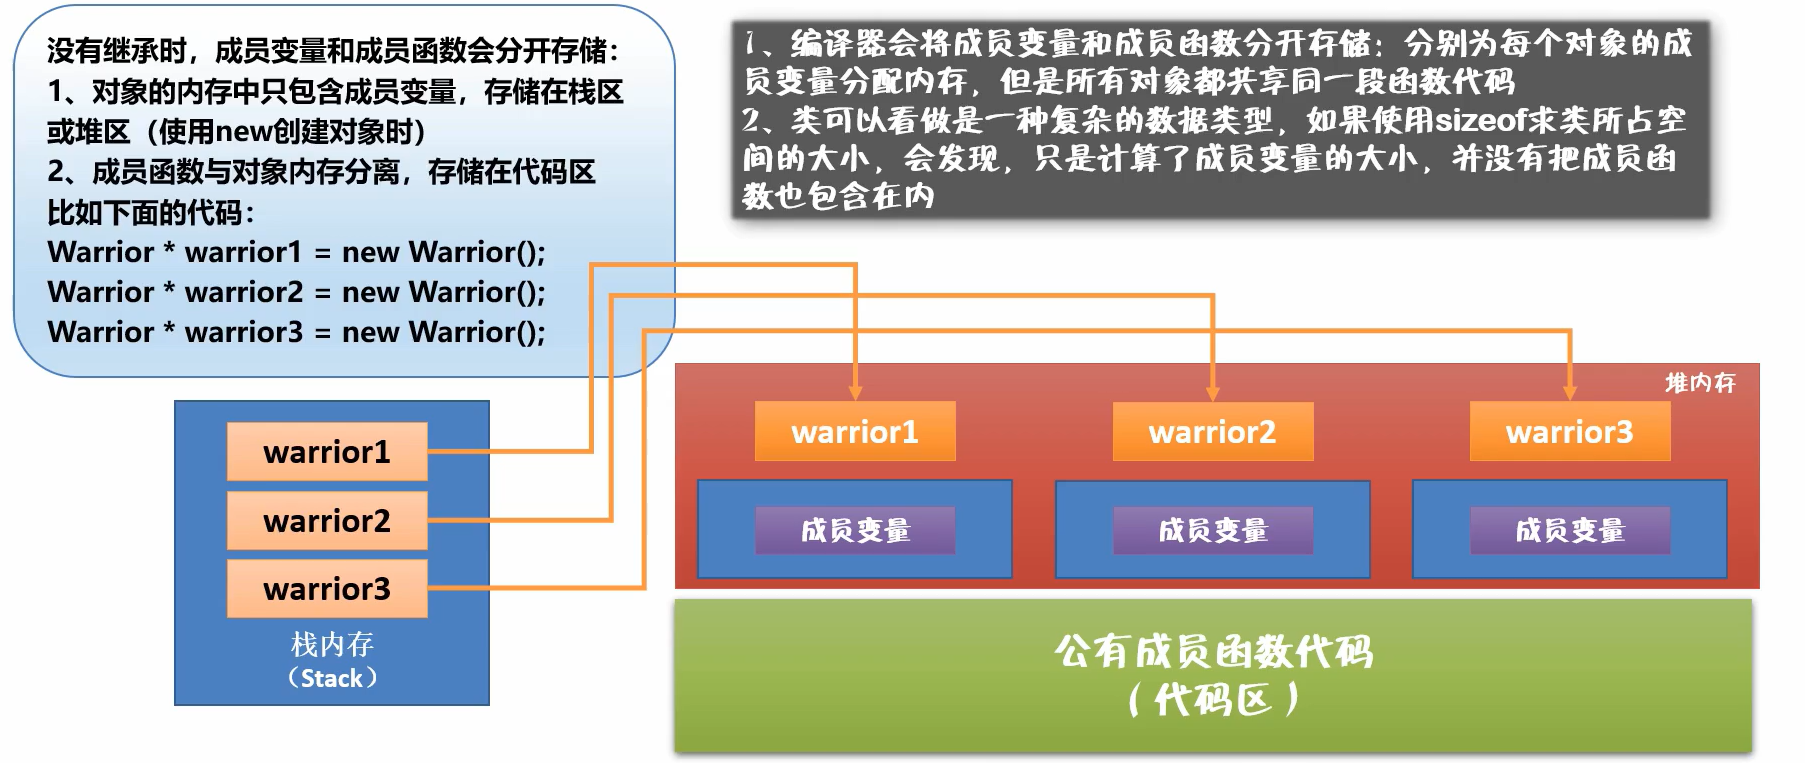 没有继承时，成员变量和成员函数会分开存储：
1、对象的内存中只包含成员变量，存储在栈区
或堆区（使用new创建对象时）
2、成员函数与对象内存分离，存储在代码区
比如下面的代码：
Warrior * warrior1 = new Warrior();
Warrior * warrior2 = new Warrior();
Warrior * warrior3 = new Warrior();
1、编译器会将成员变量和成员函数分开存储：分别为每个对象的成
员变量分配内存，但是所有对象都共享同一段函数代码
2、类可以看做是一种复杂的数据类型，如果使用sizeof求类所占空
间的大小，会发现，只是计算了成员变量的大小，并没有把成员函
数也包含在内
warrior1
warrior2
warrior3
栈内存
（Stack）
堆内存
warrior1
warrior2
warrior3
成员变量
成员变量
成员变量
公有成员函数代码
（代码区）